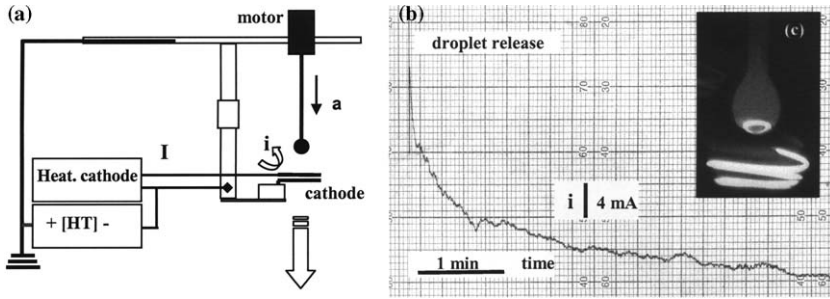 (a)
motor
a
i
I
Heat. cathode
cathode
+ [HT] -
(b)
droplet release
(c)
i
4 mA
1 min
time